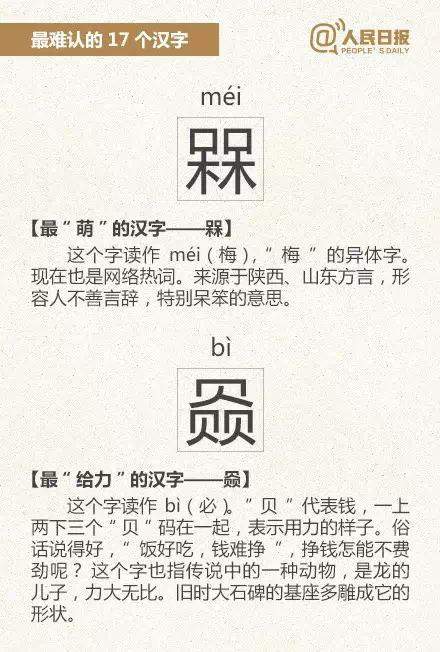 最难认的17个汉字
@人民日报
PEOPLE'S DAILY
méi
槑
【最“萌”的汉字——槑】
这个字读作 méi（梅），“梅”的异体字。
现在也是网络热词。来源于陕西、山东方言，形
容人不善言辞，特别呆笨的意思。
bì
赑
【最“给力”的汉字——赑】
这个字读作 bì（必）。“贝”代表钱，一上
两下三个“贝”码在一起，表示用力的样子。俗
话说得好，“饭好吃，钱难挣“，挣钱怎能不费
劲呢？这个字也指传说中的一种动物，是龙的
儿子，力大无比。旧时大石碑的基座多雕成它的
形状。